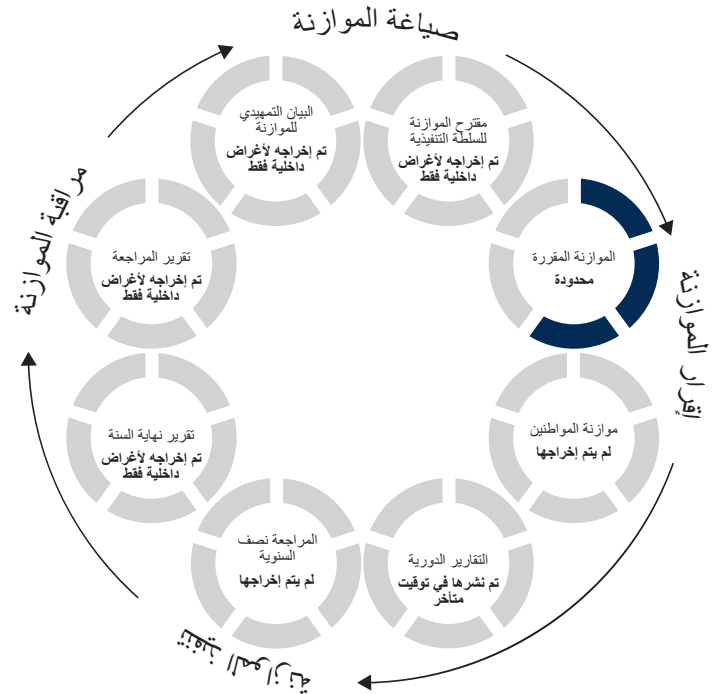 صياغة الموازنة
البيان التمهيدي
للموازنة
تم إخراجه لأغراض
داخلية فقط
مقترح الموازنة
للسلطة التنفيذية
تم إخراجه لأغراض
داخلية فقط
الموازنة المقررة
محدودة
إقرار الموازنة
موازنة المواطنين
لم يتم إخراجها
التقارير الدورية
تم نشرها في توقيت
متأخر
تنفيذ الموازنة
المراجعة نصف
السنوية
لم يتم إخراجها
تقرير نهاية السنة
تم إخراجه لأغراض
داخلية فقط
مراقبة الموازنة
تقرير المراجعة
تم إخراجه لأغراض
داخلية فقط